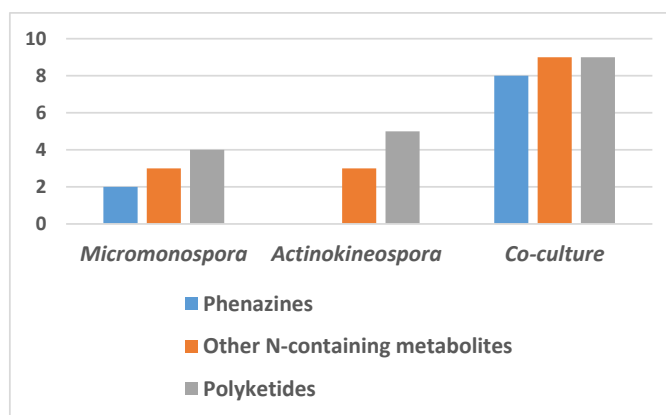 10
8
6
4
2
0
Micromonospora Actinokineospora Co-culture
Phenazines
Other N-containing metabolites
Polyketides